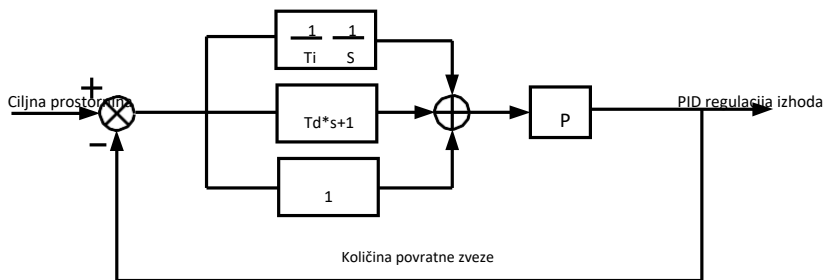 1 1
Ti S
+
Ciljna prostornina
PID regulacija izhoda
Td*s+1
P
−
1
Količina povratne zveze